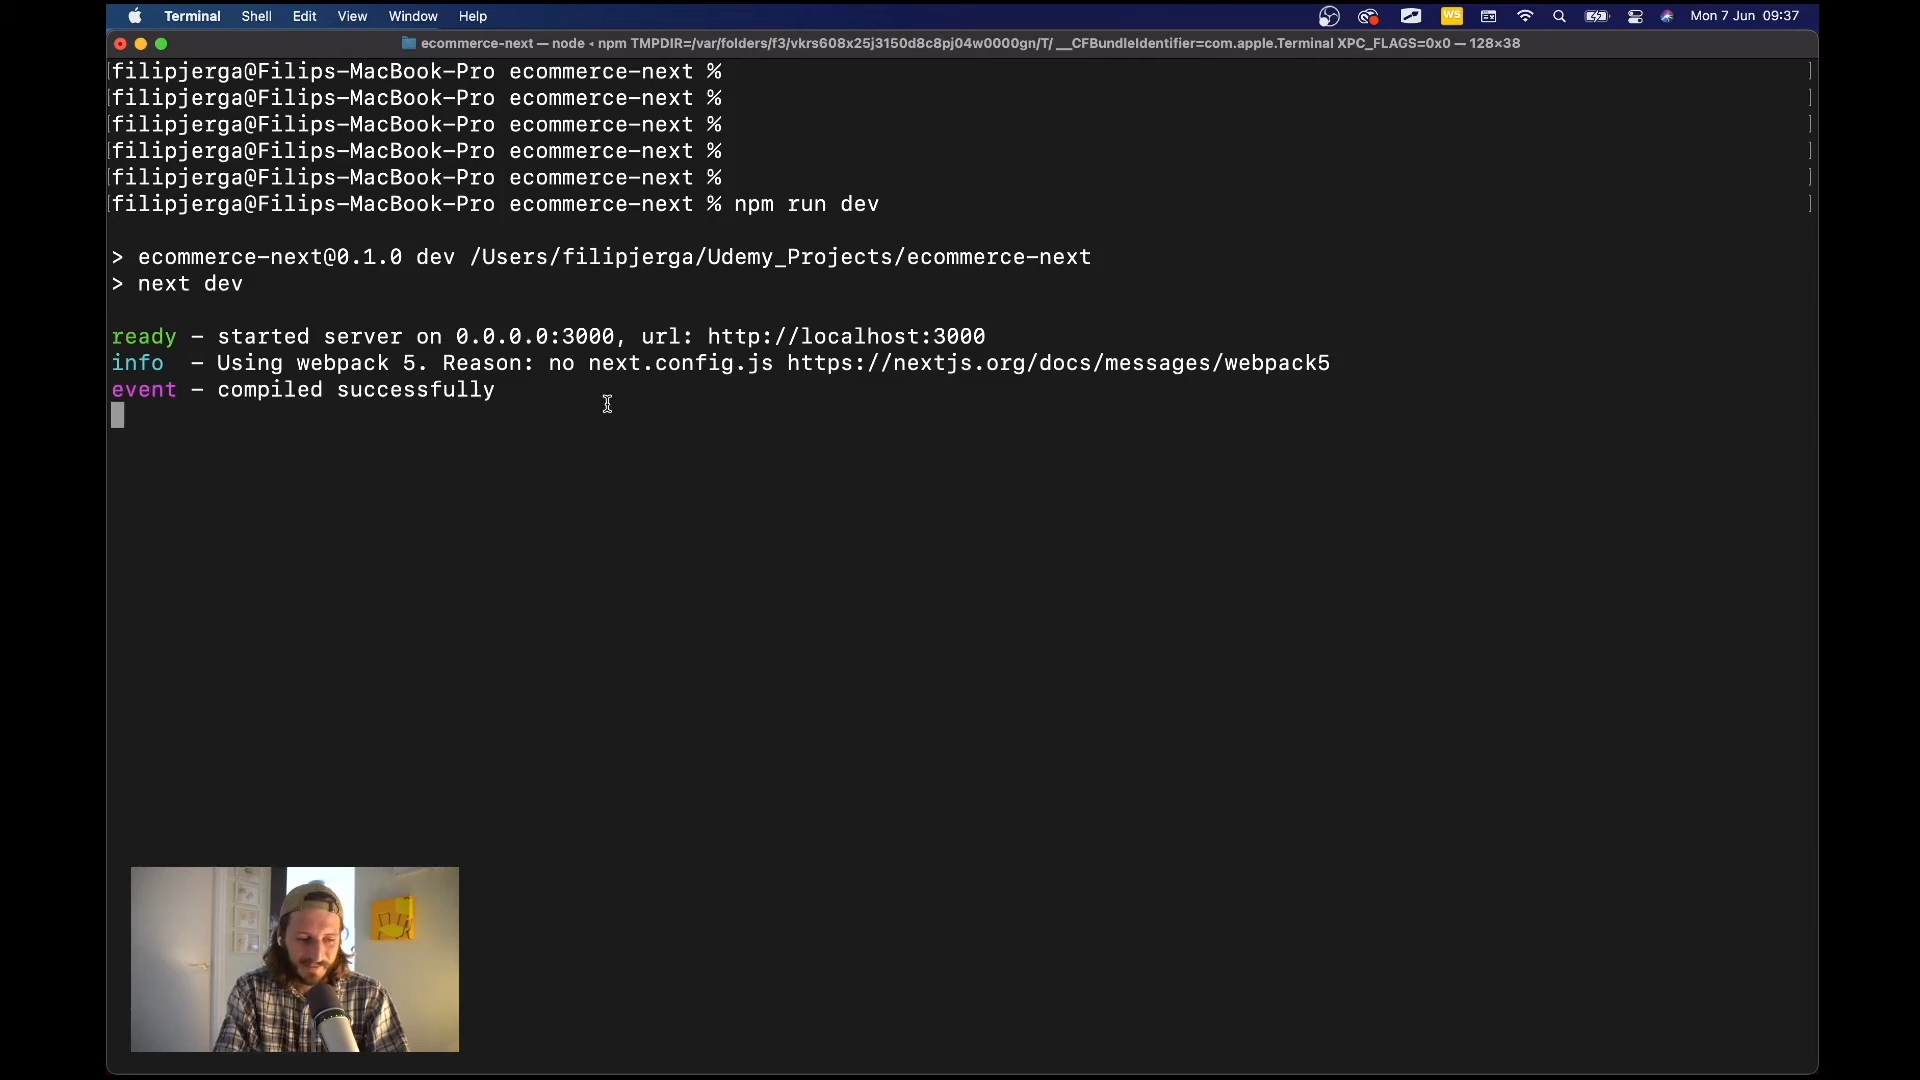 Terminal Shell Edit View Window Help WS Mon 7 Jun 09:37
ecommerce-next — node ◂ npm TMPDIR=/var/folders/f3/vkrs608x25j3150d8c8pj04w0000gn/T/ __CFBundleIdentifier=com.apple.Terminal XPC_FLAGS=0x0 — 128×38
[filipjerga@Filips-MacBook-Pro ecommerce-next % ]
[filipjerga@Filips-MacBook-Pro ecommerce-next % ]
[filipjerga@Filips-MacBook-Pro ecommerce-next % ]
[filipjerga@Filips-MacBook-Pro ecommerce-next % ]
[filipjerga@Filips-MacBook-Pro ecommerce-next % ]
[filipjerga@Filips-MacBook-Pro ecommerce-next % npm run dev ]
> ecommerce-next@0.1.0 dev /Users/filipjerga/Udemy_Projects/ecommerce-next
> next dev
ready - started server on 0.0.0.0:3000, url: http://localhost:3000
info - Using webpack 5. Reason: no next.config.js https://nextjs.org/docs/messages/webpack5
event - compiled successfully